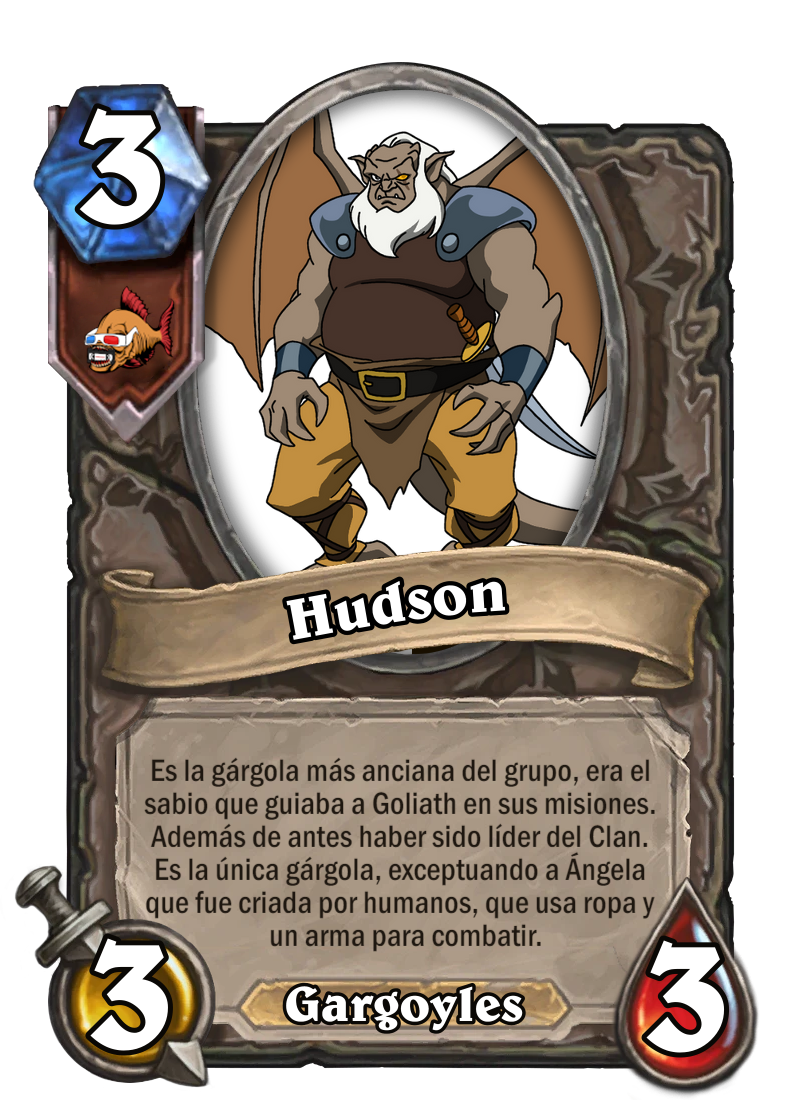 3
Hudson
Es la gárgola más anciana del grupo, era el
sabio que guiaba a Goliath en sus misiones.
Además de antes haber sido líder del Clan.
Es la única gárgola, exceptuando a Ángela
que fue criada por humanos, que usa ropa y
un arma para combatir.
3
Gargoyles
3